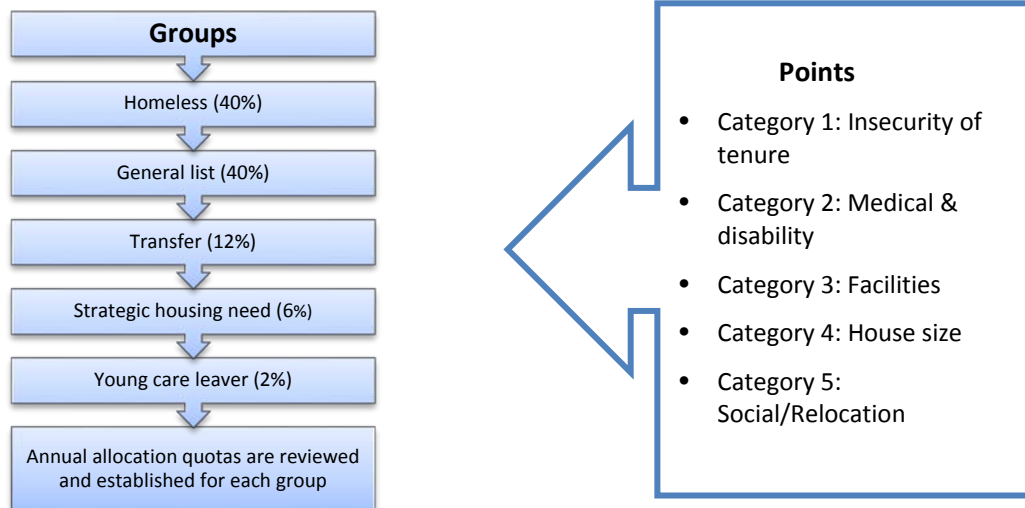 Groups
Homeless (40%)
General list (40%)
Transfer (12%)
Strategic housing need (6%)
Young care leaver (2%)
Annual allocation quotas are reviewed
and established for each group
Points
• Category 1: Insecurity of
tenure
• Category 2: Medical &
disability
• Category 3: Facilities
• Category 4: House size
• Category 5:
Social/Relocation